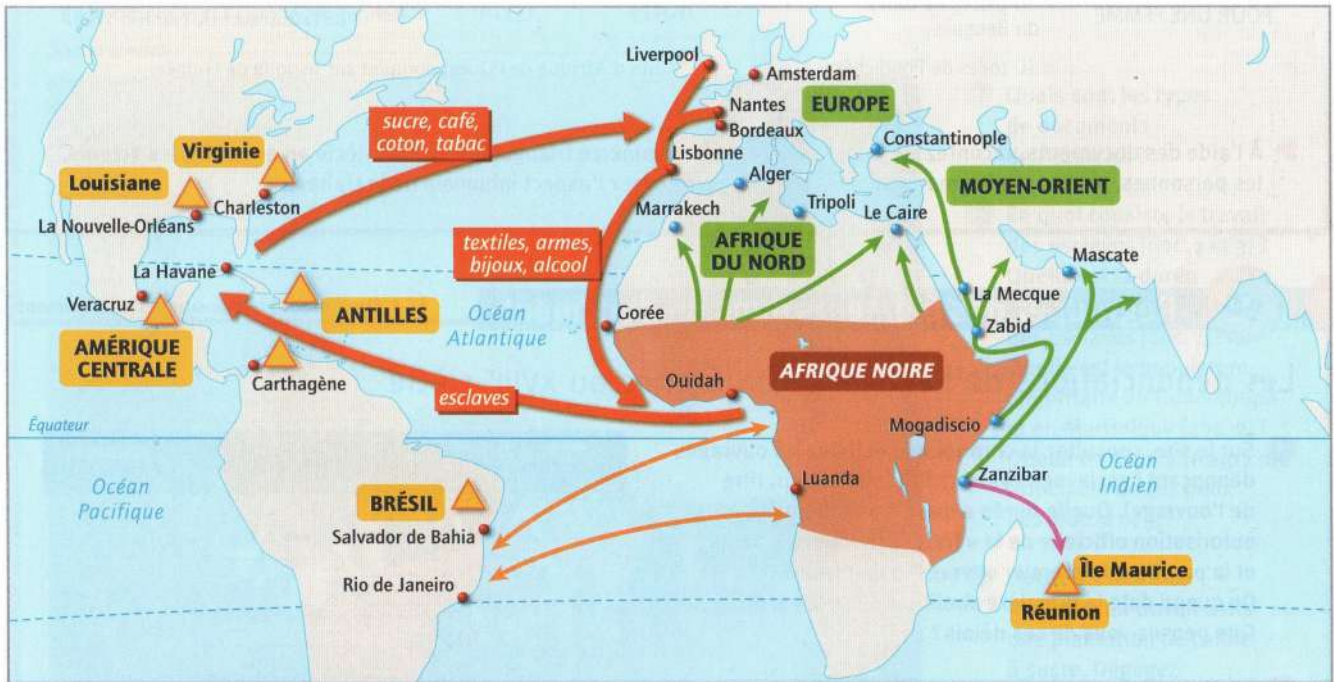 POUR UNE FEMME
Liverpool
Amsterdam
Nantes
EUROPE
Bordeaux
Constantinople
sucre, café,
coton, tabac
Virginie
Lisbonne
Louisiane
Alger
MOYEN-ORIENT
Charleston
Marrakech
Tripoli
Le Caire
La Nouvelle-Orléans
textiles, armes,
bijoux, alcool
AFRIQUE
DU NORD
Mascate
La Havane
La Mecque
Veracruz
ANTILLES
Océan
Atlantique
Gorée
Zabid
AMÉRIQUE
CENTRALE
AFRIQUE NOIRE
Carthagène
Ouidah
esclaves
Équateur
Mogadiscio
Océan
Pacifique
Luanda
Zanzibar
Océan
Indien
BRÉSIL
Salvador de Bahia
Rio de Janeiro
Île Maurice
Réunion